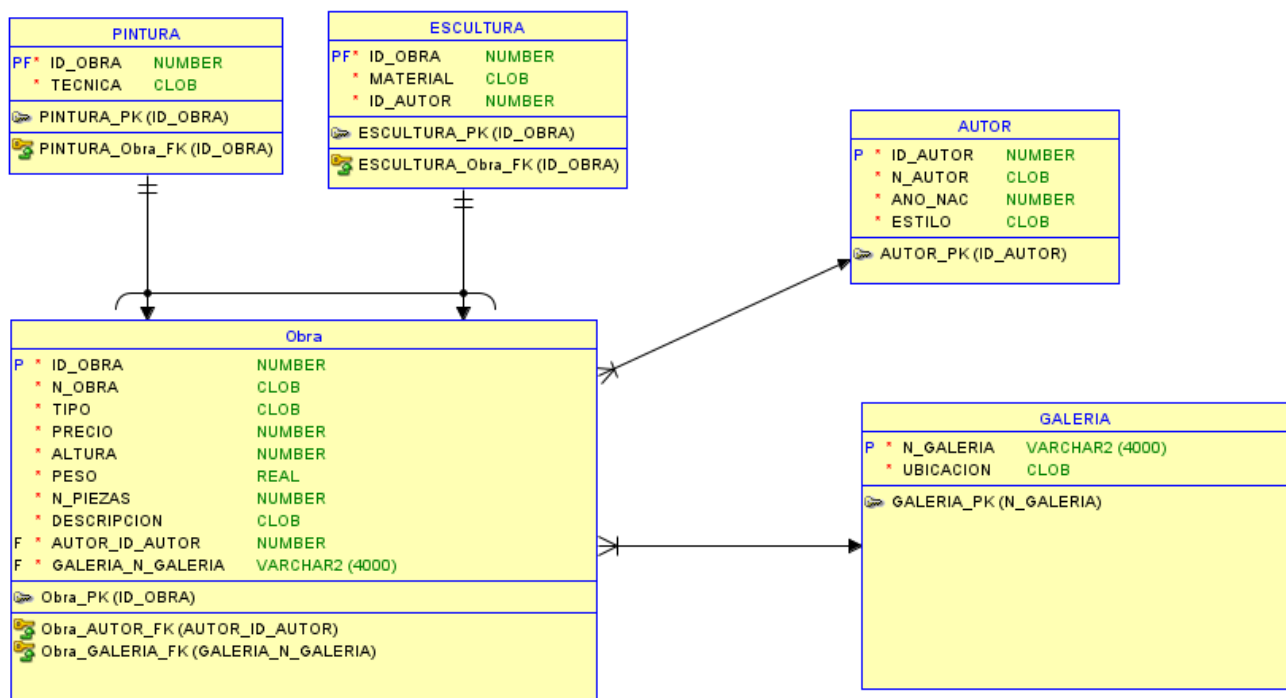 PINTURA
PF* ID_OBRA NUMBER
* TECNICA CLOB
PINTURA_PK (ID_OBRA)
PINTURA_Obra_FK (ID_OBRA)
ESCULTURA
PF* ID_OBRA NUMBER
* MATERIAL CLOB
* ID_AUTOR NUMBER
ESCULTURA_PK (ID_OBRA)
ESCULTURA_Obra_FK (ID_OBRA)
AUTOR
P * ID_AUTOR NUMBER
* N_AUTOR CLOB
* ANO_NAC NUMBER
* ESTILO CLOB
AUTOR_PK (ID_AUTOR)
Obra
P * ID_OBRA NUMBER
* N_OBRA CLOB
* TIPO CLOB
* PRECIO NUMBER
* ALTURA NUMBER
* PESO REAL
* N_PIEZAS NUMBER
* DESCRIPCION CLOB
F * AUTOR_ID_AUTOR NUMBER
F * GALERIA_N_GALERIA VARCHAR2 (4000)
Obra_PK (ID_OBRA)
Obra_AUTOR_FK (AUTOR_ID_AUTOR)
Obra_GALERIA_FK (GALERIA_N_GALERIA)
GALERIA
P * N_GALERIA VARCHAR2 (4000)
* UBICACION CLOB
GALERIA_PK (N_GALERIA)